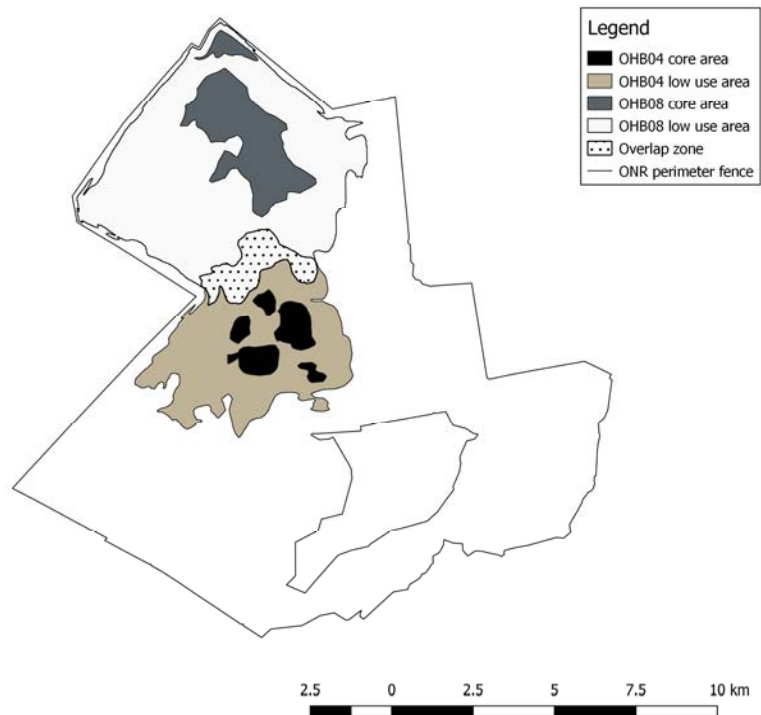 Legend
OHB04 core area
OHB04 low use area
OHB08 core area
OHB08 low use area
Overlap zone
ONR perimeter fence
2.5 0 2.5 5 7.5 10 km